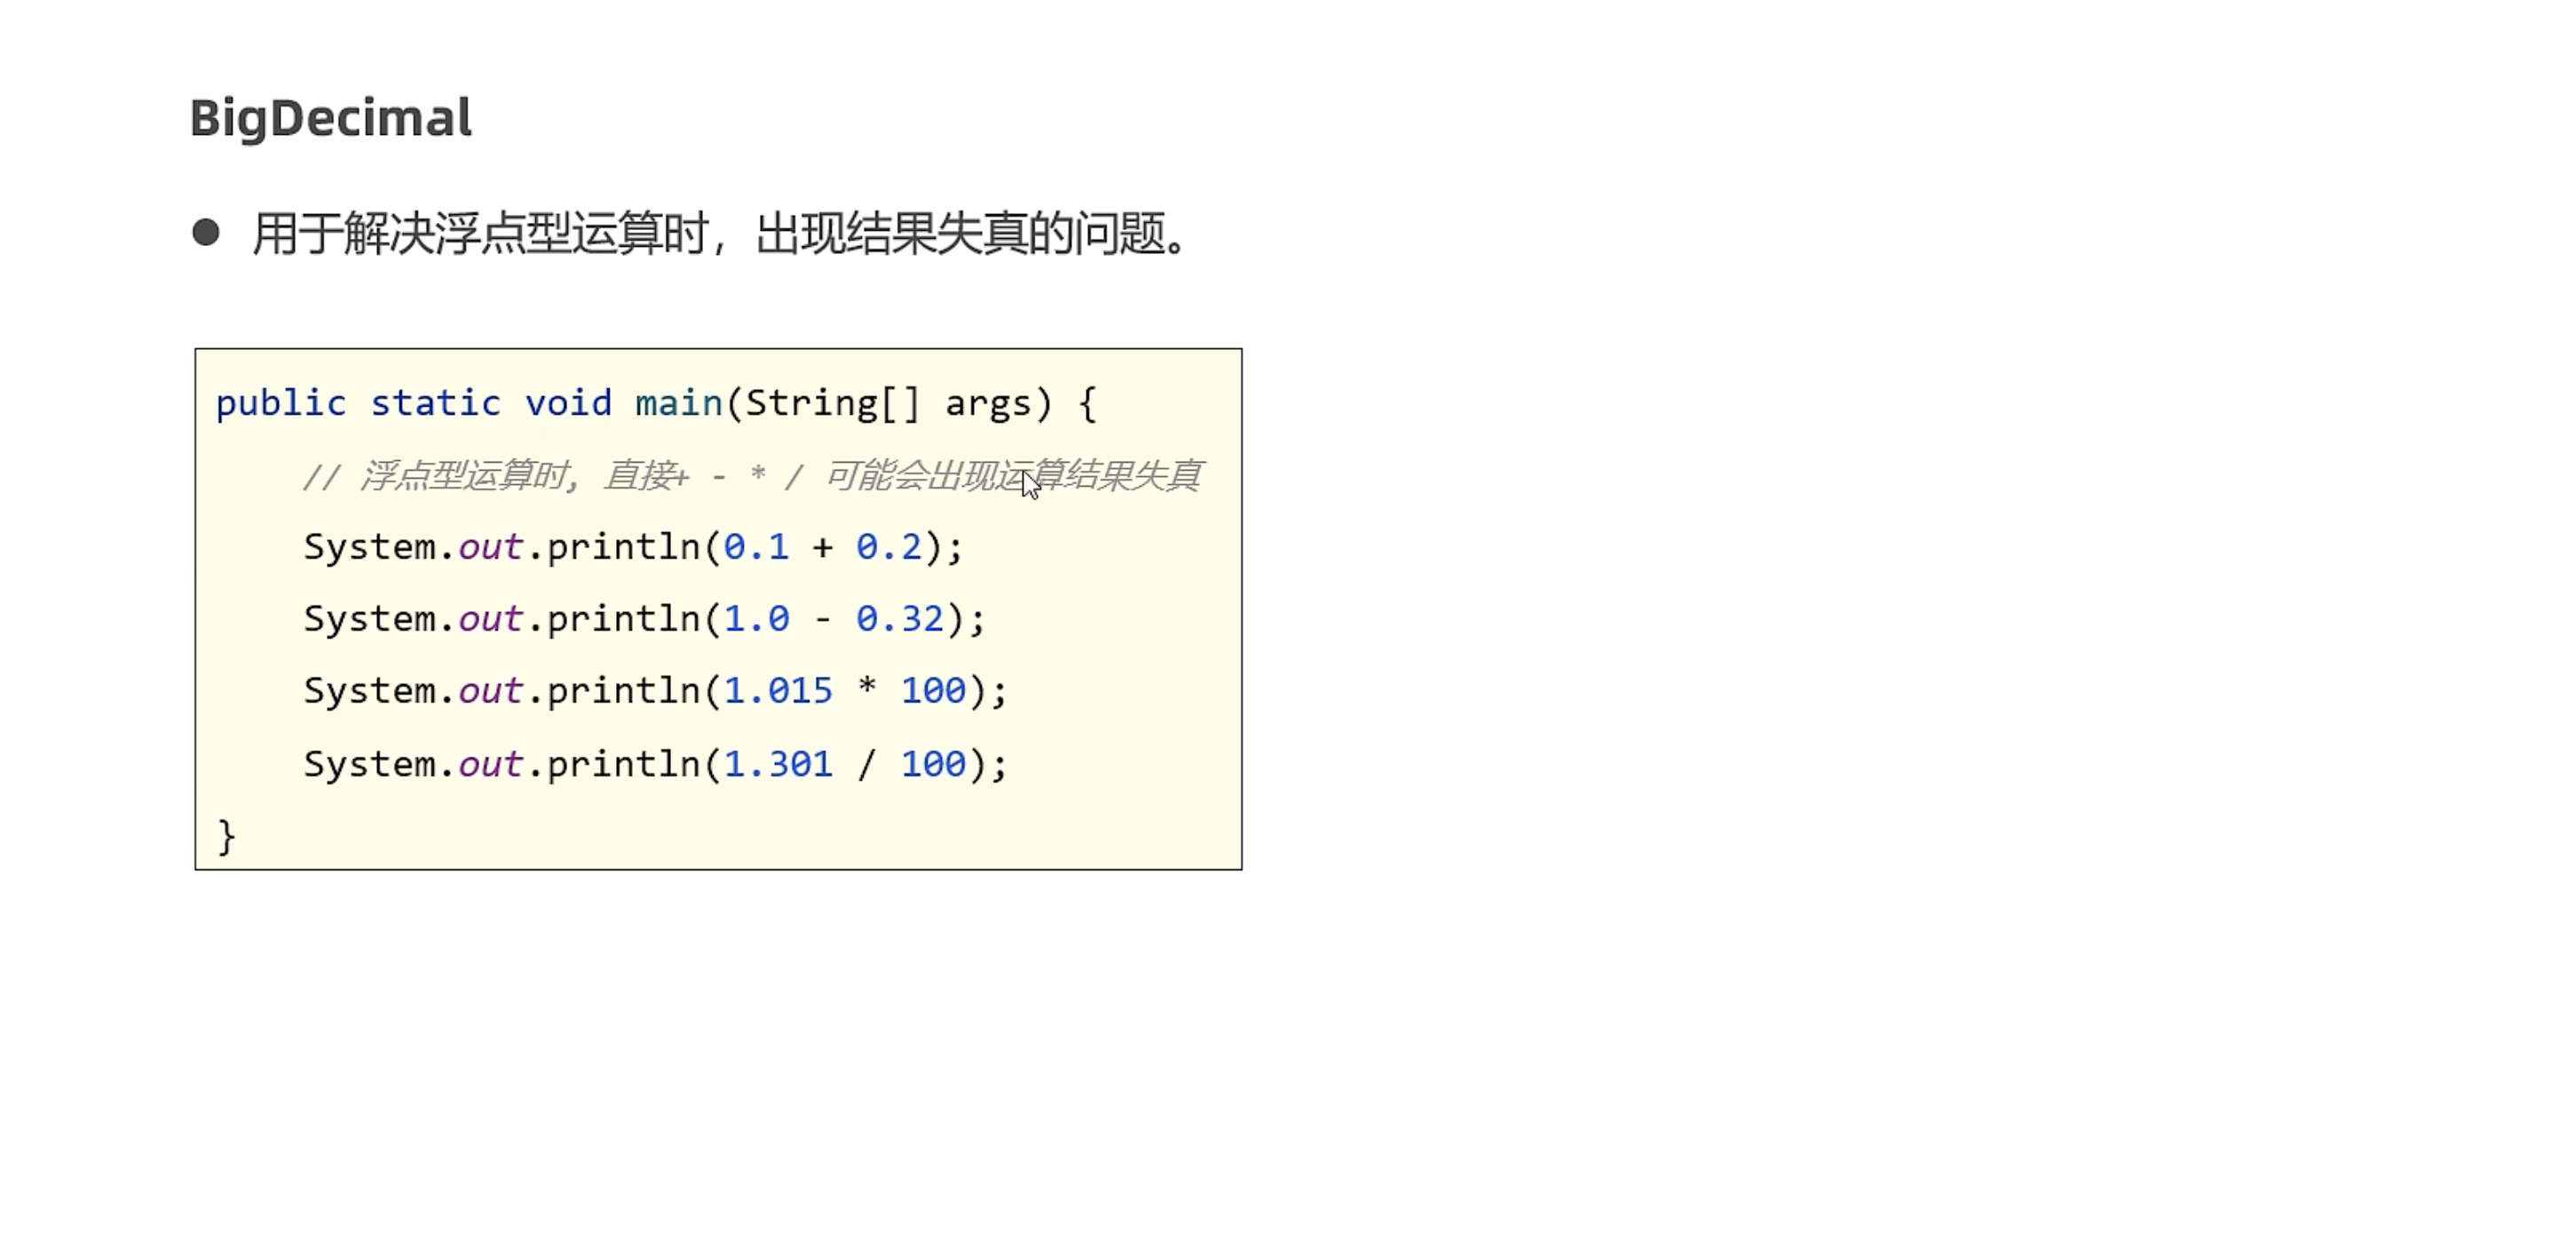 BigDecimal
● 用于解决浮点型运算时，出现结果失真的问题。
public static void main(String[] args) {
// 浮点型运算时, 直接+ - * / 可能会出现运算结果失真
System.out.println(0.1 + 0.2);
System.out.println(1.0 - 0.32);
System.out.println(1.015 * 100);
System.out.println(1.301 / 100);
}